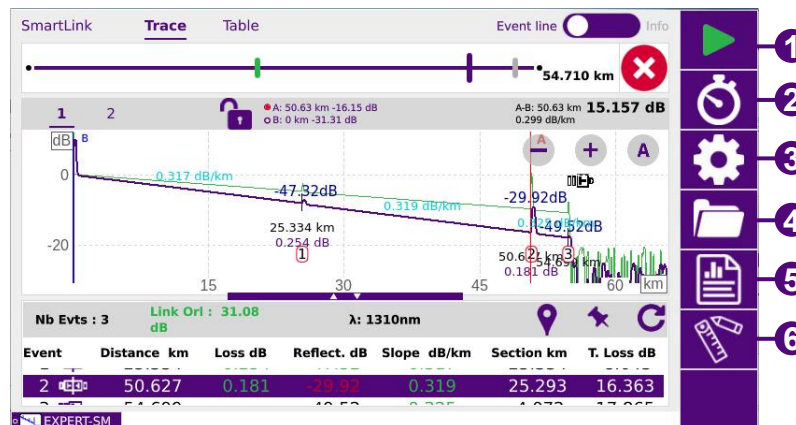 SmartLink Trace Table Event line Info
54.710 km
1 2 A: 50.63 km -16.15 dB A-B: 50.63 km 15.157 dB
B: 0 km -31.31 dB 0.299 dB/km
dB B A A
0 0.317 dB/km -47.32dB 0.319 dB/km -29.92dB
-49.52dB
25.334 km
0.254 dB
1 2 3
-20 0.181 dB
15 30 45 60 km
Nb Evts : 3 Link Orl : 31.08 dB λ: 1310nm
Event Distance km Loss dB Reflect. dB Slope dB/km Section km T. Loss dB
2 50.627 0.181 -29.92 0.319 25.293 16.363
EXPERT-SM
1
2
3
4
5
6